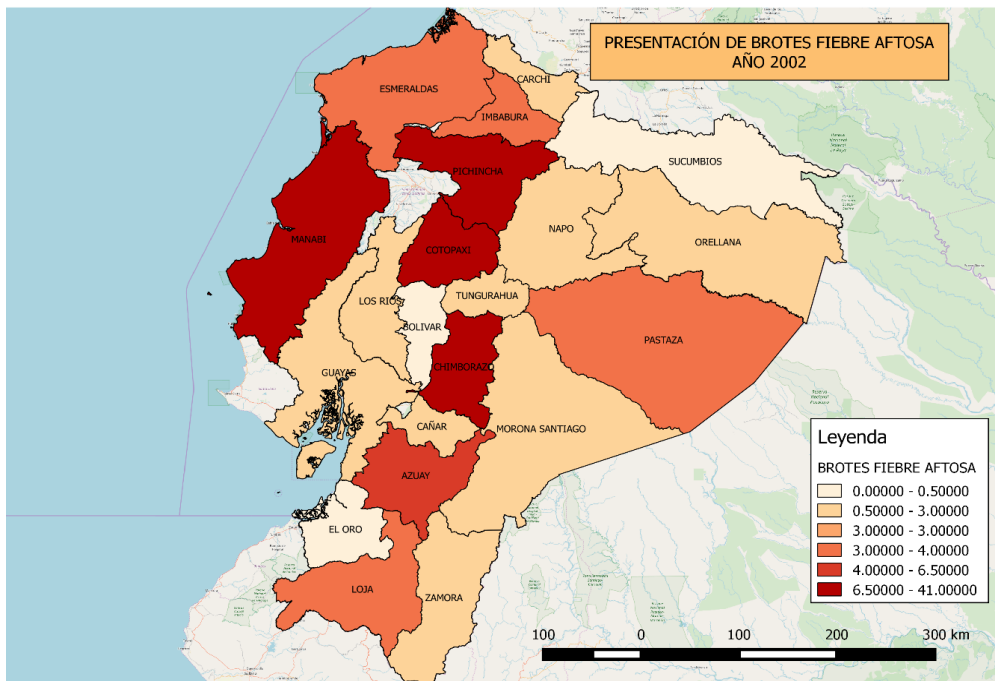 PRESENTACIÓN DE BROTES FIEBRE AFTOSA
AÑO 2002
CARCHI
ESMERALDAS
IMBABURA
SUCUMBIOS
PICHINCHA
NAPO
MANABI
ORELLANA
COTOPAXI
LOS RIOS
TUNGURAHUA
BOLIVAR
PASTAZA
CHIMBORAZO
GUAYAS
CAÑAR
MORONA SANTIAGO
AZUAY
EL ORO
LOJA
ZAMORA
Leyenda
BROTES FIEBRE AFTOSA
0.00000 - 0.50000
0.50000 - 3.00000
3.00000 - 3.00000
3.00000 - 4.00000
4.00000 - 6.50000
6.50000 - 41.00000
100 0 100 200 300 km